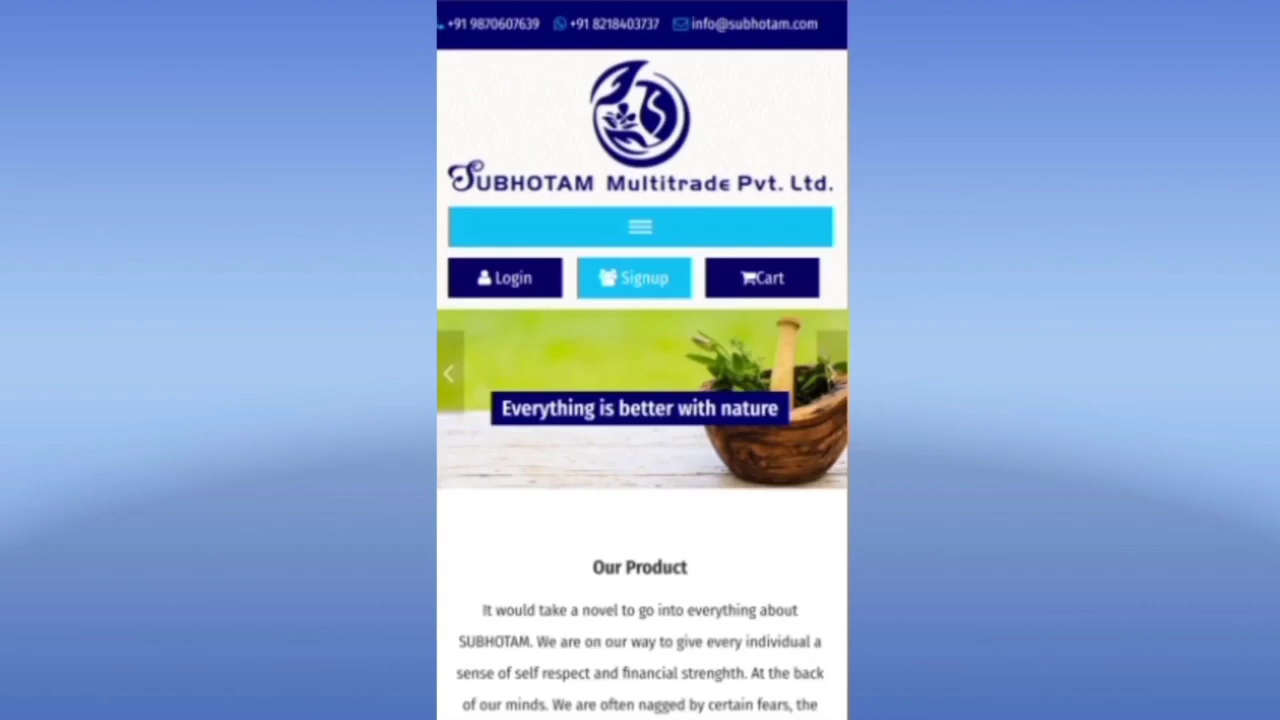 +91 9870607639 +91 8218403737 info@subhotam.com
SUBHOTAM Multitrade Pvt. Ltd.
Login Signup Cart
Everything is better with nature
Our Product
It would take a novel to go into everything about
SUBHOTAM. We are on our way to give every individual a
sense of self respect and financial strenghth. At the back
of our minds. We are often nagged by certain fears, the